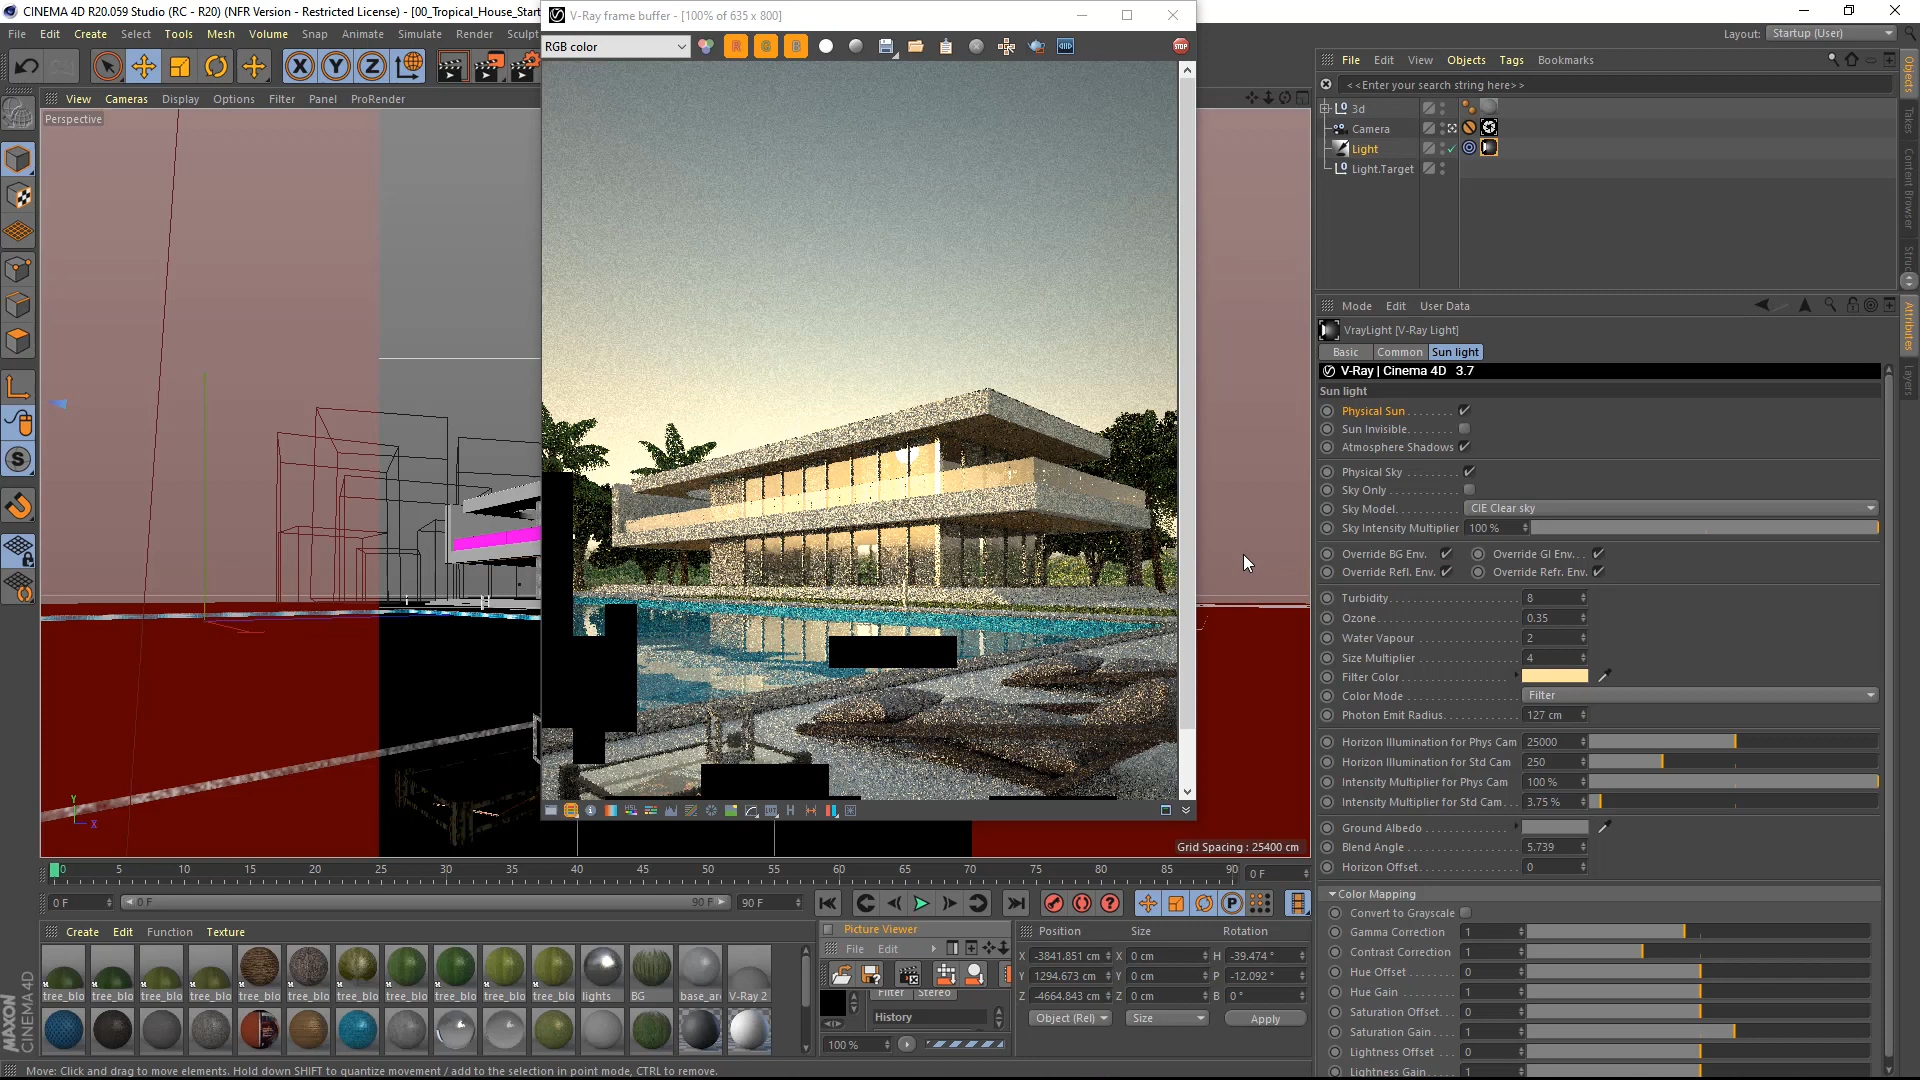 CINEMA 4D R20.059 Studio (RC - R20) (NFR Version - Restricted License) - [00_Tropical_House_Start
V-Ray frame buffer - [100% of 635 x 800]
File Edit Create Select Tools Mesh Volume Snap Animate Simulate Render Sculpt
Layout: Startup (User)
RGB color
R G B
STOP
X Y Z
File Edit View Objects Tags Bookmarks
<<Enter your search string here>>
View Cameras Display Options Filter Panel ProRender
Perspective
3d
Camera
Light
Light.Target
Objects
Takes
Content Browser
Struc
Mode Edit User Data
VrayLight [V-Ray Light]
Basic Common Sun light
V-Ray | Cinema 4D 3.7
Attributes
Layers
Sun light
Physical Sun
Sun Invisible
Atmosphere Shadows
Physical Sky
Sky Only
Sky Model CIE Clear sky
Sky Intensity Multiplier 100 %
Override BG Env. Override GI Env.
Override Refl. Env. Override Refr. Env.
Turbidity 8
Ozone 0.35
Water Vapour 2
Size Multiplier 4
Filter Color
Color Mode Filter
Photon Emit Radius 127 cm
Horizon Illumination for Phys Cam 25000
Horizon Illumination for Std Cam 250
Intensity Multiplier for Phys Cam 100 %
Intensity Multiplier for Std Cam 3.75 %
Ground Albedo
Blend Angle 5.739
Horizon Offset 0
Color Mapping
Convert to Grayscale
Gamma Correction 1
Contrast Correction 1
Hue Offset 0
Hue Gain 1
Saturation Offset 0
Saturation Gain 1
Lightness Offset 0
Lightness Gain 1
Y
X
Grid Spacing : 25400 cm
0 5 10 15 20 25 30 35 40 45 50 55 60 65 70 75 80 85 90 0 F
0 F 0 F 90 F 90 F
Create Edit Function Texture
tree_blo tree_blo tree_blo tree_blo tree_blo tree_blo tree_blo tree_blo tree_blo tree_blo tree_blo lights BG base_ar V-Ray 2
Picture Viewer
File Edit
Filter Stereo
History
100 %
Position Size Rotation
X -3841.851 cm X 0 cm H -39.474 °
Y 1294.673 cm Y 0 cm P -12.092 °
Z -4664.843 cm Z 0 cm B 0 °
Object (Rel) Size Apply
MAXON CINEMA 4D
Move: Click and drag to move elements. Hold down SHIFT to quantize movement / add to the selection in point mode, CTRL to remove.